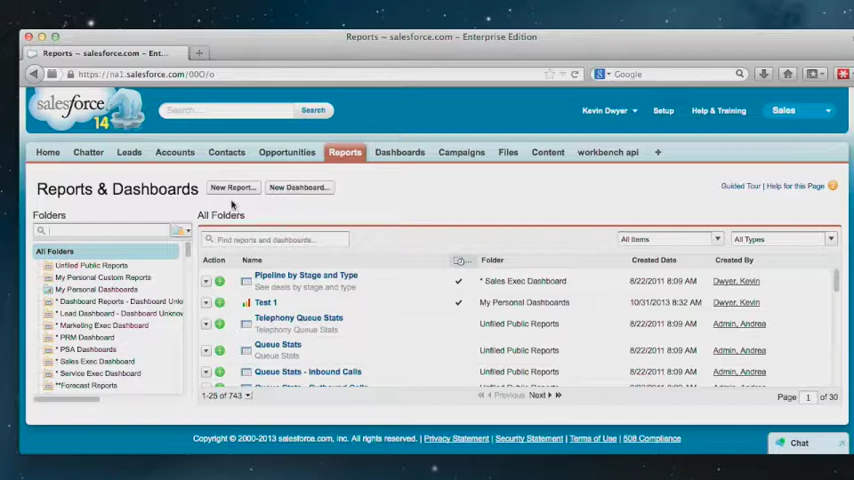 Reports ~ salesforce.com - Enterprise Edition
Reports ~ salesforce.com ~ Ent...
https://na1.salesforce.com/00O/o
Google
salesforce
14
Search...
Search
Kevin Dwyer
Setup
Help & Training
Sales
Home Chatter Leads Accounts Contacts Opportunities Reports Dashboards Campaigns Files Content workbench api +
Reports & Dashboards
New Report...
New Dashboard...
Guided Tour | Help for this Page
Folders
All Folders
Find reports and dashboards...
All Items
All Types
All Folders
Unfiled Public Reports
My Personal Custom Reports
My Personal Dashboards
* Dashboard Reports - Dashboard Unk
* Lead Dashboard - Dashboard Unknov
* Marketing Exec Dashboard
* PRM Dashboard
* PSA Dashboards
* Sales Exec Dashboard
* Service Exec Dashboard
**Forecast Reports
Action Name Folder Created Date Created By
Pipeline by Stage and Type * Sales Exec Dashboard 8/22/2011 8:09 AM Dwyer, Kevin
See deals by stage and type
Test 1 My Personal Dashboards 10/31/2013 8:32 AM Dwyer, Kevin
Telephony Queue Stats Unfiled Public Reports 8/22/2011 8:09 AM Admin, Andrea
Telephony Queue Stats
Queue Stats Unfiled Public Reports 8/22/2011 8:09 AM Admin, Andrea
Queue Stats
Queue Stats - Inbound Calls Unfiled Public Reports 8/22/2011 8:09 AM Admin, Andrea
1-25 of 743
Previous Next
Page 1 of 30
Copyright © 2000-2013 salesforce.com, inc. All rights reserved. | Privacy Statement | Security Statement | Terms of Use | 508 Compliance
Chat